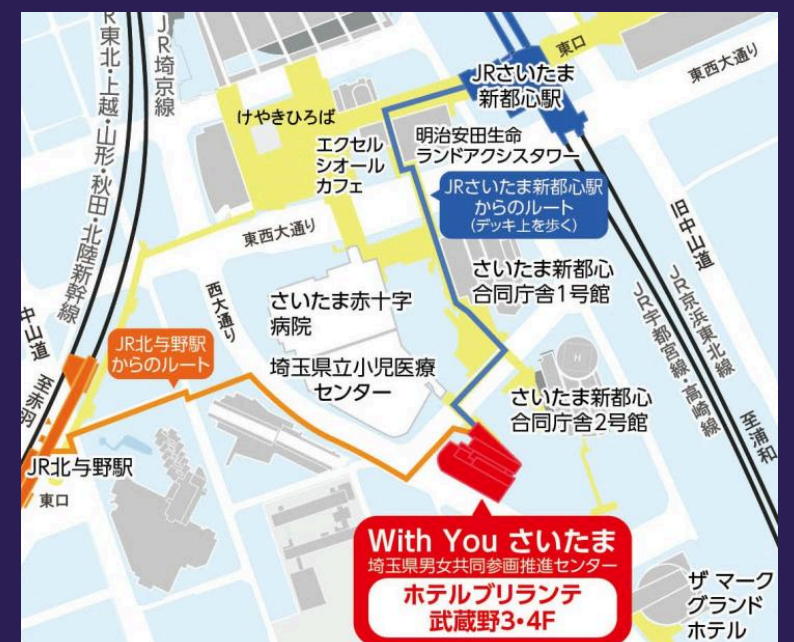 JR東北・上越・山形・秋田・北陸新幹線
JR埼京線
東口
JRさいたま
新都心駅
東西大通り
けやきひろば
エクセル
シオール
カフェ
明治安田生命
ランドアクシスタワー
JRさいたま新都心駅
からのルート
(デッキ上を歩く)
旧中山道
東西大通り
西大通り
さいたま赤十字
病院
さいたま新都心
合同庁舎1号館
JR京浜東北線
JR宇都宮線・高崎線
中山道
至赤羽
JR北与野駅
からのルート
埼玉県立小児医療
センター
H
さいたま新都心
合同庁舎2号館
至浦和
JR北与野駅
東口
With You さいたま
埼玉県男女共同参画推進センター
ホテルブリランテ
武蔵野3・4F
ザ マーク
グランド
ホテル